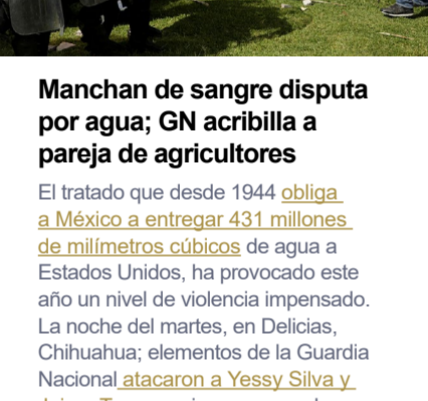 Manchan de sangre disputa
por agua; GN acribilla a
pareja de agricultores
El tratado que desde 1944 obliga
a México a entregar 431 millones
de milímetros cúbicos de agua a
Estados Unidos, ha provocado este
año un nivel de violencia impensado.
La noche del martes, en Delicias,
Chihuahua; elementos de la Guardia
Nacional atacaron a Yessy Silva y